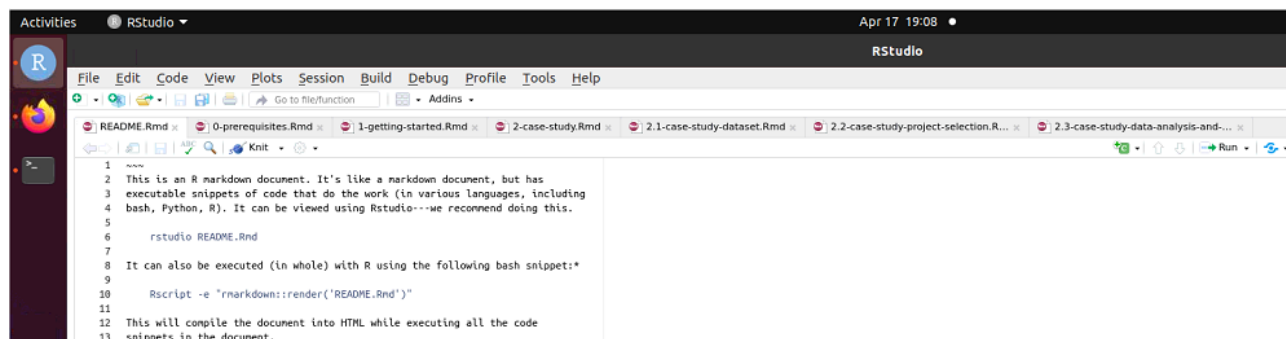 Activities RStudio Apr 17 19:08
RStudio
R
File Edit Code View Plots Session Build Debug Profile Tools Help
Go to file/function Addins
README.Rmd 0-prerequisites.Rmd 1-getting-started.Rmd 2-case-study.Rmd 2.1-case-study-dataset.Rmd 2.2-case-study-project-selection.R... 2.3-case-study-data-analysis-and-...
ABC Knit Run
1 ~~~
2 This is an R markdown document. It's like a markdown document, but has
3 executable snippets of code that do the work (in various languages, including
4 bash, Python, R). It can be viewed using Rstudio---we recommend doing this.
5
6 rstudio README.Rmd
7
8 It can also be executed (in whole) with R using the following bash snippet:*
9
10 Rscript -e "rmarkdown::render('README.Rmd')"
11
12 This will compile the document into HTML while executing all the code
13 snippets in the document.